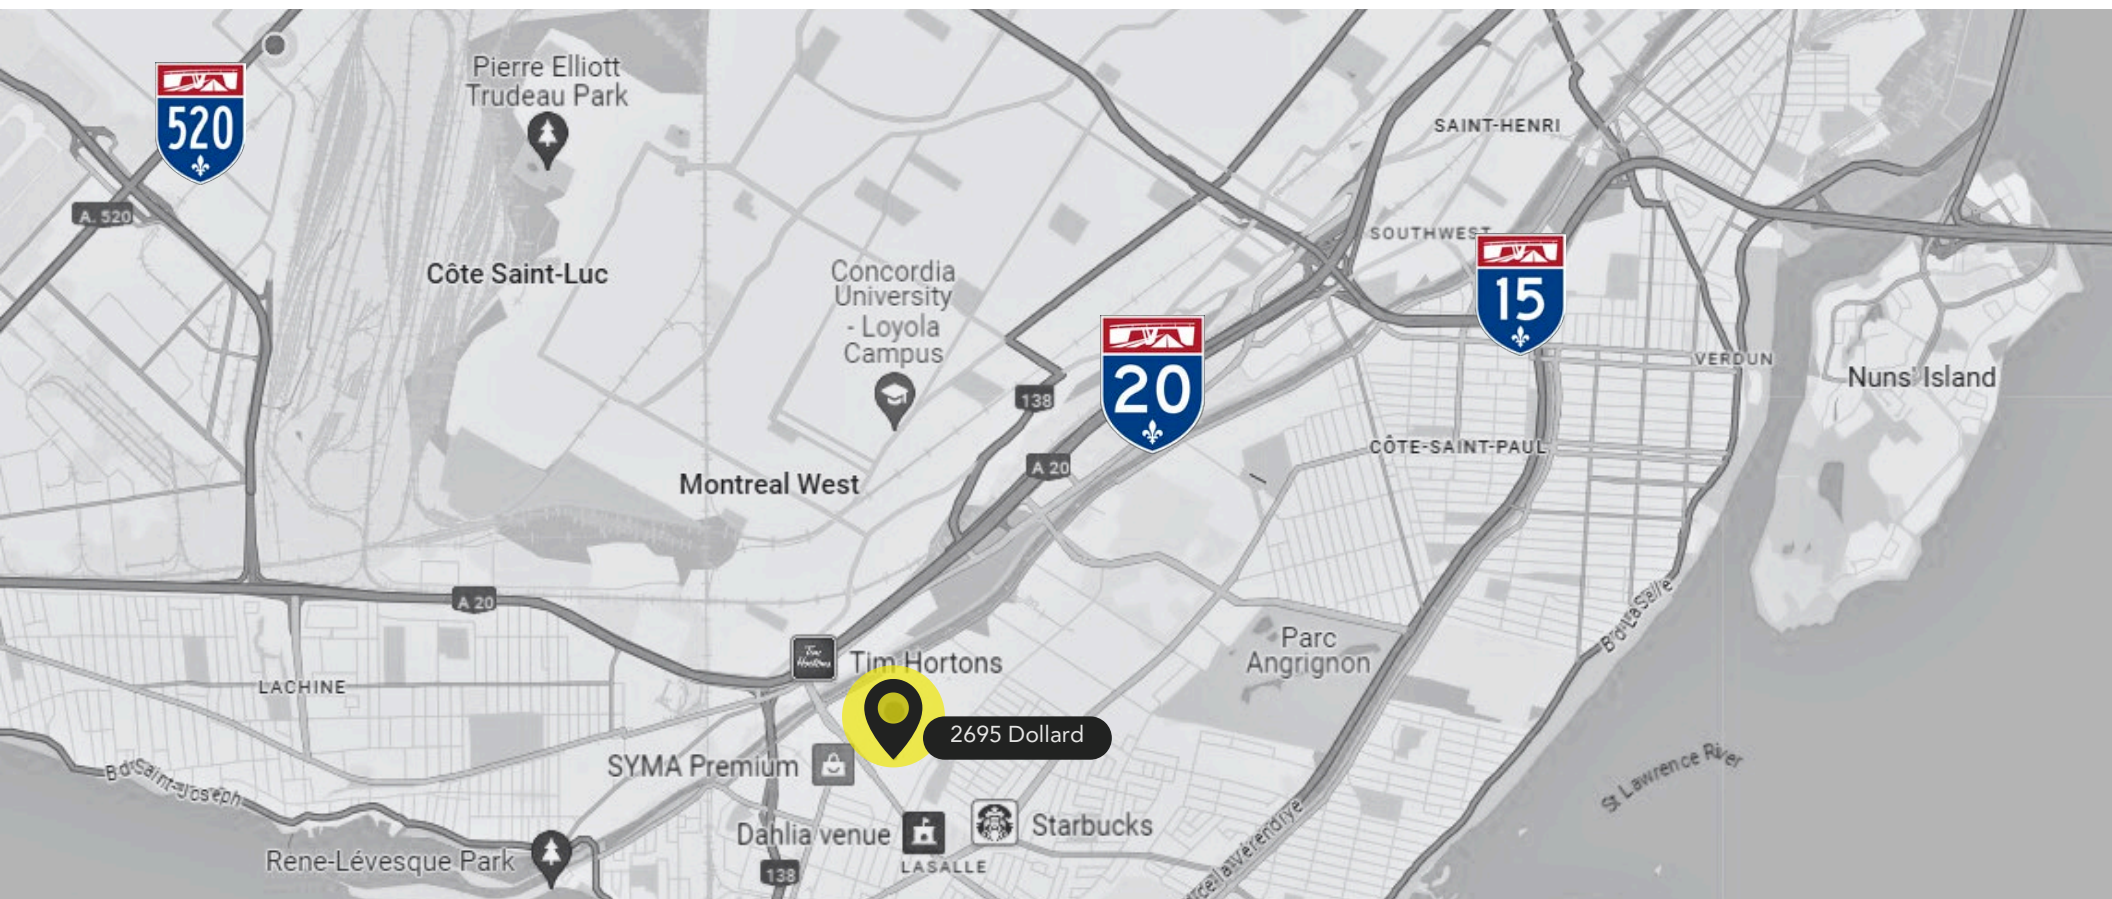 520
A. 520
Pierre Elliott
Trudeau Park
Côte Saint-Luc
Concordia
University
- Loyola
Campus
Montreal West
138
A 20
20
SAINT-HENRI
SOUTHWEST
15
VERDUN
Nuns' Island
CÔTE-SAINT-PAUL
Bd LaSalle
A 20
LACHINE
Tim Hortons
Tim Hortons
Parc
Angrignon
2695 Dollard
SYMA Premium
Bd Saint-Joseph
Dahlia venue
Starbucks
LASALLE
Rene-Lévesque Park
138
St Lawrence River